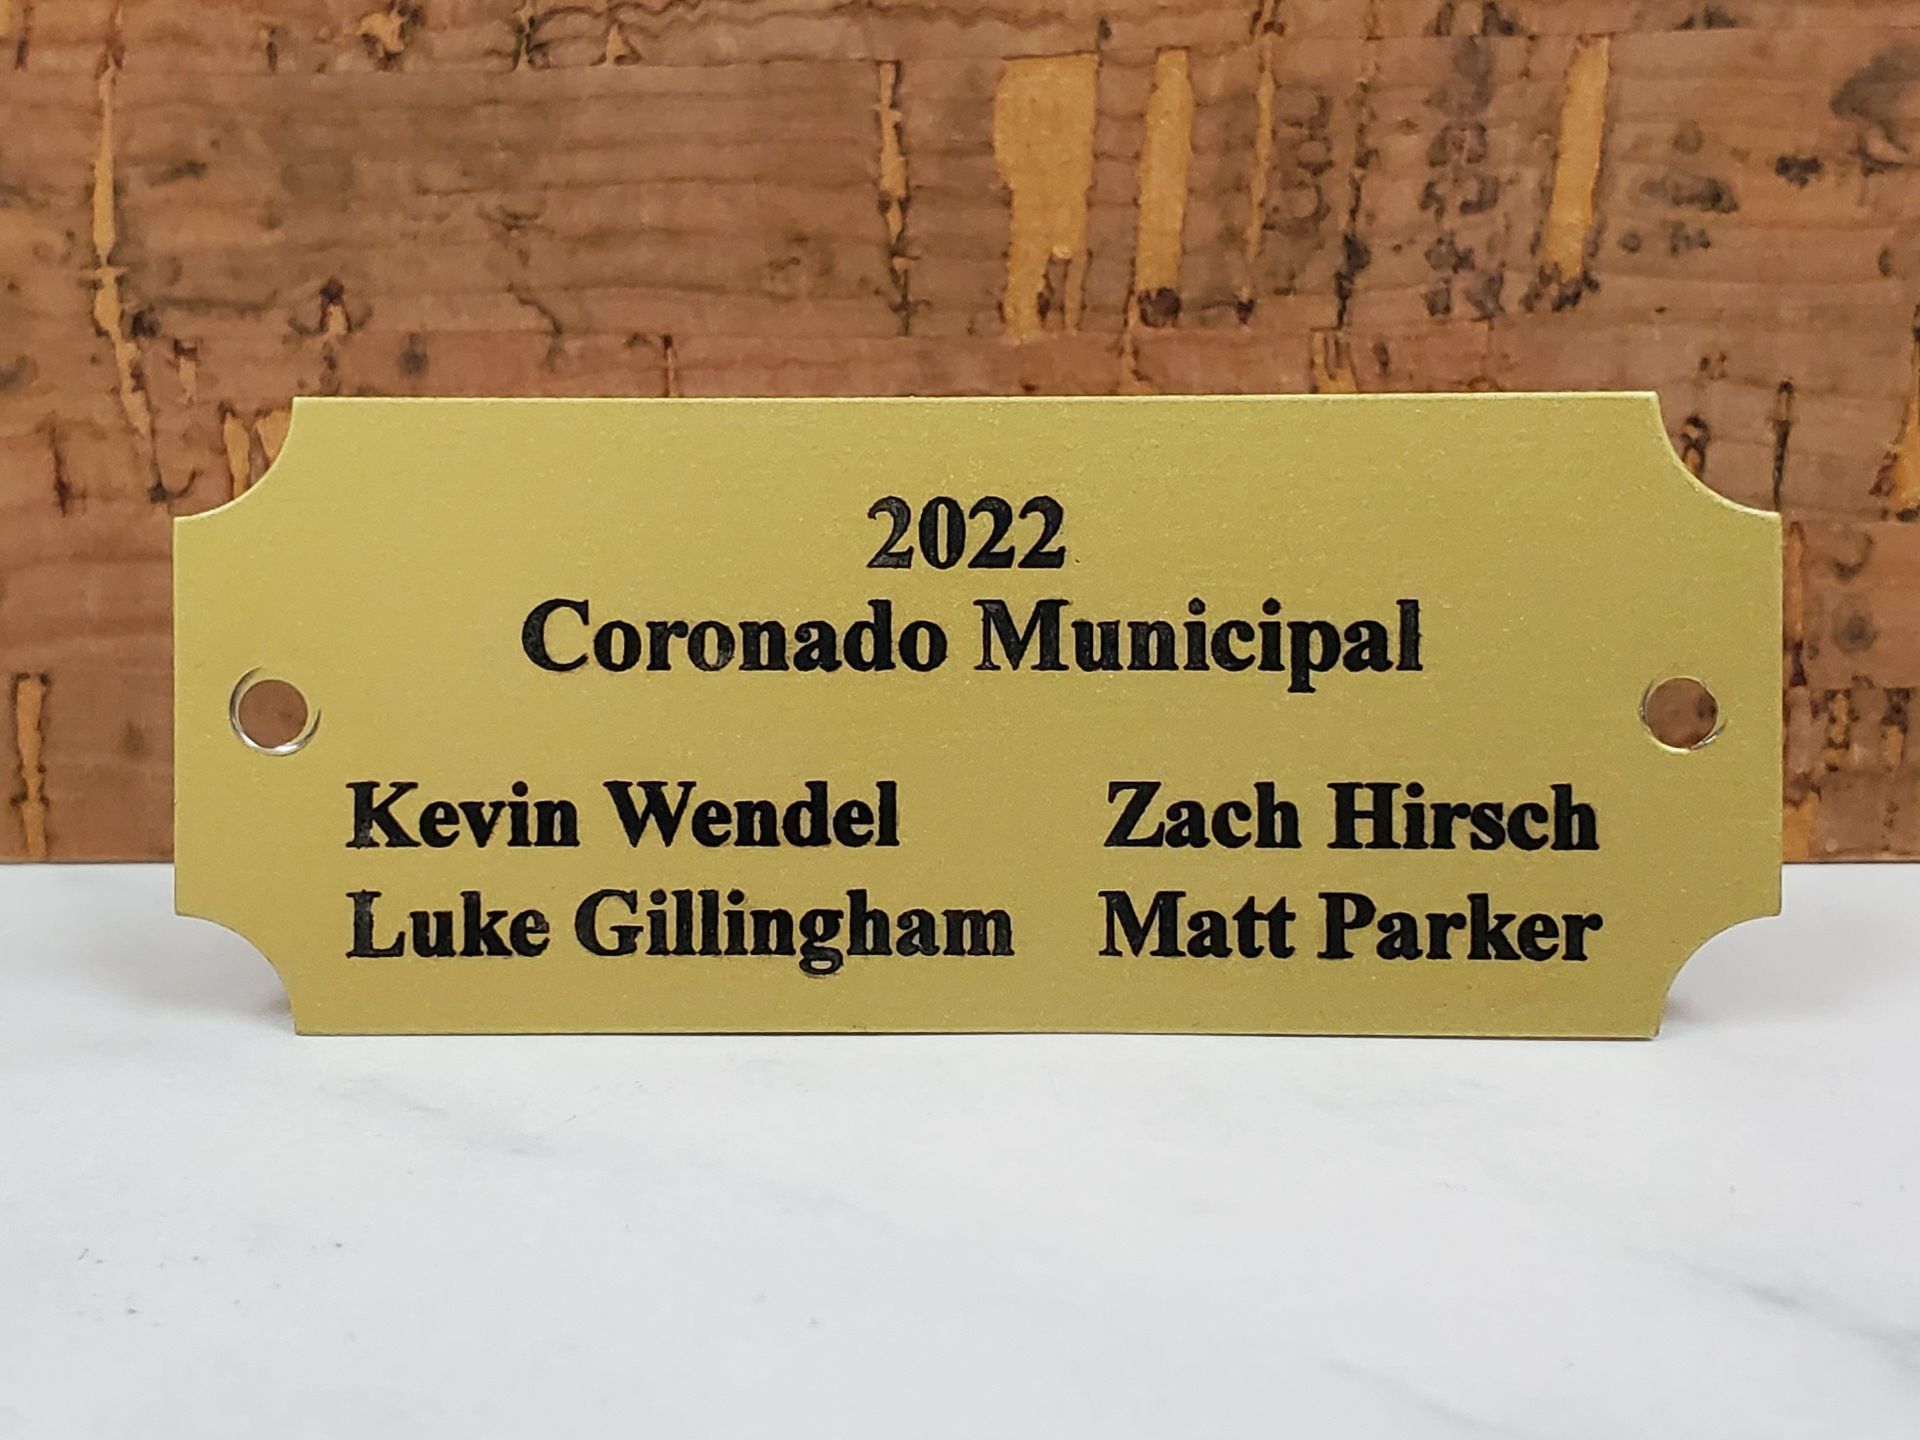 2022
Coronado Municipal
Kevin Wendel Zach Hirsch
Luke Gillingham Matt Parker